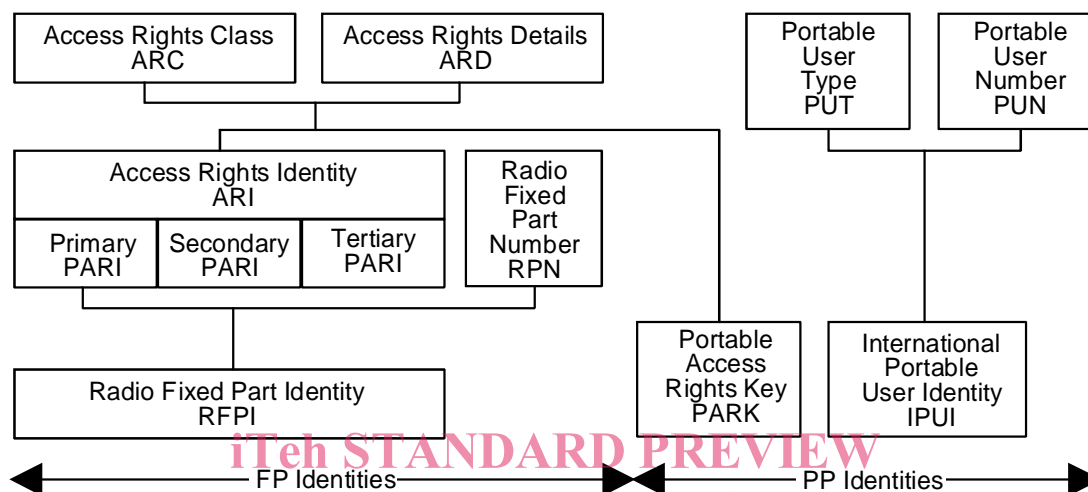 Access Rights Class
ARC
Access Rights Details
ARD
Portable
User
Type
PUT
Portable
User
Number
PUN
Access Rights Identity
ARI
Primary
PARI
Secondary
PARI
Tertiary
PARI
Radio
Fixed
Part
Number
RPN
Portable
Access
Rights Key
PARK
International
Portable
User Identity
IPUI
Radio Fixed Part Identity
RFPI
iTeh STANDARD PREVIEW
FP Identities
PP Identities